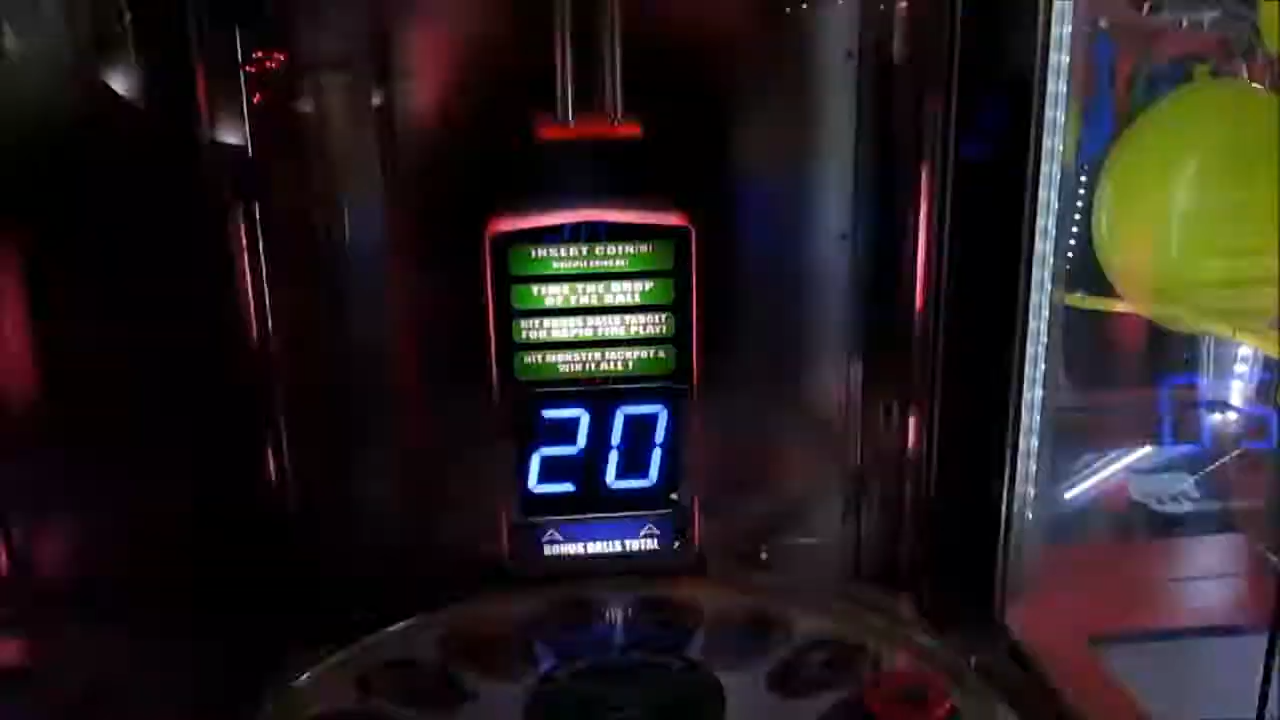 INSERT COIN(S)
TIME THE DROP
OF THE BALL
HIT BONUS BALLS TARGET
FOR RAPID FIRE PLAY!
HIT MONSTER JACKPOT &
WIN IT ALL!
20
BONUS BALLS TOTAL